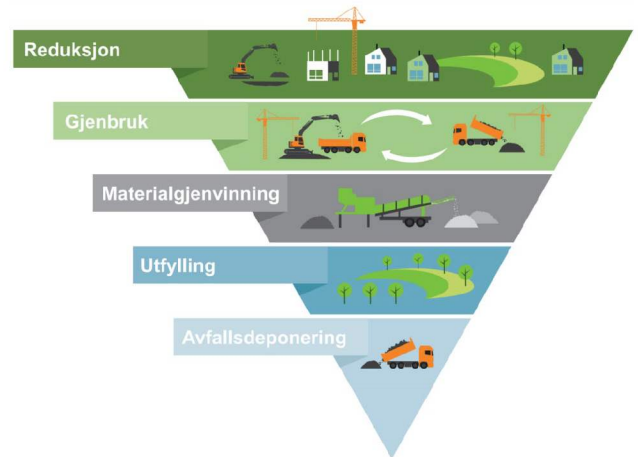 Reduksjon
Gjenbruk
Materialgjenvinning
Utfylling
Avfallsdeponering